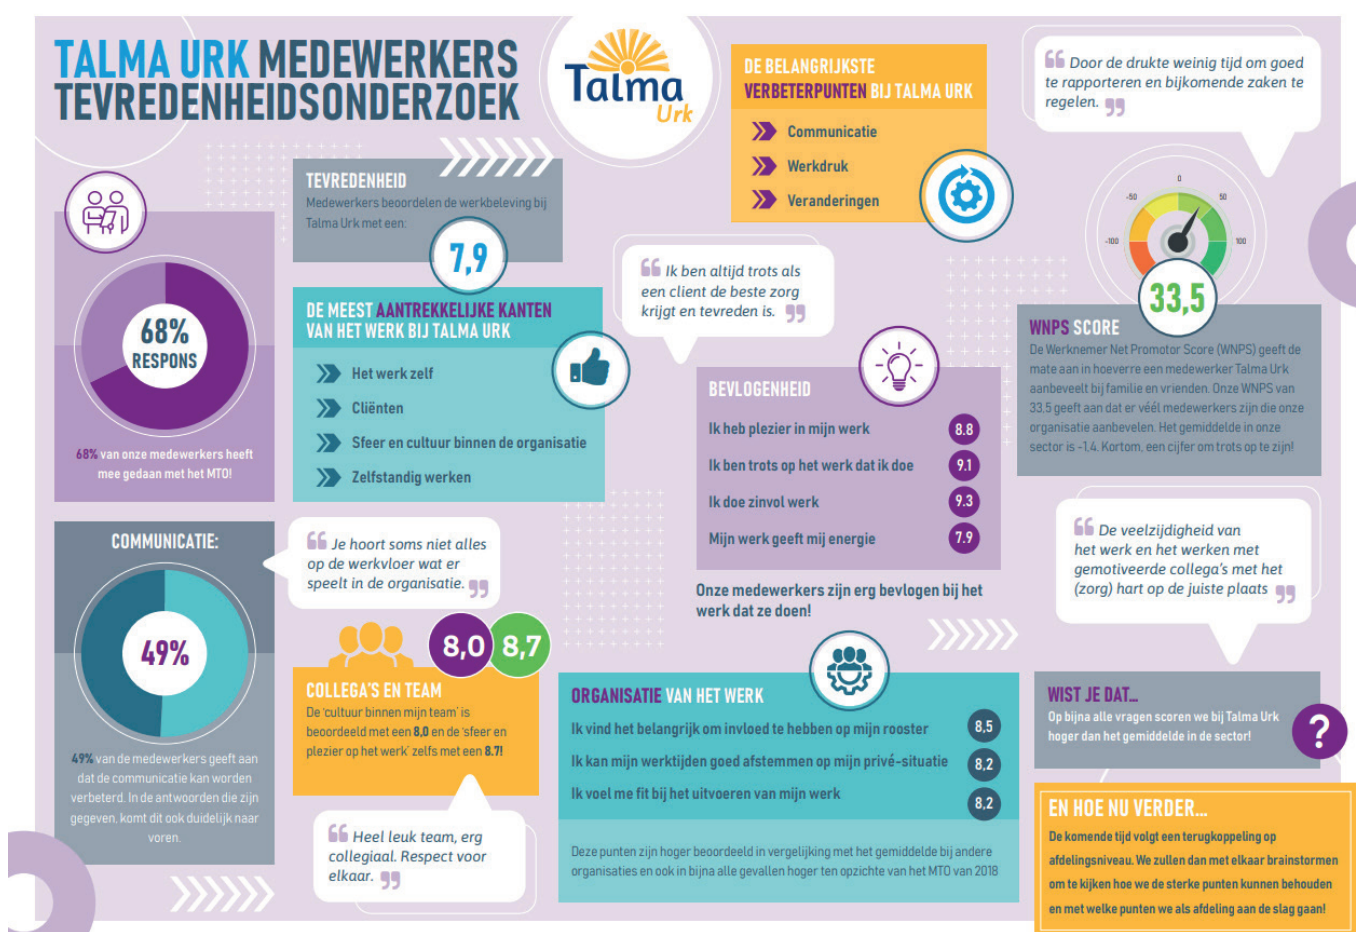 TALMA URK MEDEWERKERS
TEVREDENHEIDSONDERZOEK
Talma
Urk
DE BELANGRIJKSTE
VERBETERPUNTEN BIJ TALMA URK
Communicatie
Werkdruk
Veranderingen
Door de drukte weinig tijd om goed
te rapporteren en bijkomende zaken te
regelen.
68%
RESPONS
68% van onze medewerkers heeft
mee gedaan met het MTO!
TEVREDENHEID
Medewerkers beoordelen de werkbeleving bij
Talma Urk met een:
7,9
DE MEEST AANTREKKELIJKE KANTEN
VAN HET WERK BIJ TALMA URK
Het werk zelf
Cliënten
Sfeer en cultuur binnen de organisatie
Zelfstandig werken
Ik ben altijd trots als
een client de beste zorg
krijgt en tevreden is.
BEVLOGENHEID
Ik heb plezier in mijn werk 8.8
Ik ben trots op het werk dat ik doe 9.1
Ik doe zinvol werk 9.3
Mijn werk geeft mij energie 7.9
Onze medewerkers zijn erg bevlogen bij het
werk dat ze doen!
-100
-50
0
50
100
33,5
WNPS SCORE
De Werknemer Net Promotor Score (WNPS) geeft de
mate aan in hoeverre een medewerker Talma Urk
aanbeveelt bij familie en vrienden. Onze WNPS van
33,5 geeft aan dat er véél medewerkers zijn die onze
organisatie aanbevelen. Het gemiddelde in onze
sector is -1,4. Kortom, een cijfer om trots op te zijn!
COMMUNICATIE:
49%
49% van de medewerkers geeft aan
dat de communicatie kan worden
verbeterd. In de antwoorden die zijn
gegeven, komt dit ook duidelijk naar
voren.
Je hoort soms niet alles
op de werkvloer wat er
speelt in de organisatie.
8,0 8,7
COLLEGA'S EN TEAM
De 'cultuur binnen mijn team' is
beoordeeld met een 8,0 en de 'sfeer en
plezier op het werk' zelfs met een 8.7!
Heel leuk team, erg
collegiaal. Respect voor
elkaar.
ORGANISATIE VAN HET WERK
Ik vind het belangrijk om invloed te hebben op mijn rooster 8,5
Ik kan mijn werktijden goed afstemmen op mijn privé-situatie 8,2
Ik voel me fit bij het uitvoeren van mijn werk 8,2
Deze punten zijn hoger beoordeeld in vergelijking met het gemiddelde bij andere
organisaties en ook in bijna alle gevallen hoger ten opzichte van het MTO van 2018
De veelzijdigheid van
het werk en het werken met
gemotiveerde collega's met het
(zorg) hart op de juiste plaats
WIST JE DAT...
Op bijna alle vragen scoren we bij Talma Urk
hoger dan het gemiddelde in de sector!
?
EN HOE NU VERDER...
De komende tijd volgt een terugkoppeling op
afdelingsniveau. We zullen dan met elkaar brainstormen
om te kijken hoe we de sterke punten kunnen behouden
en met welke punten we als afdeling aan de slag gaan!